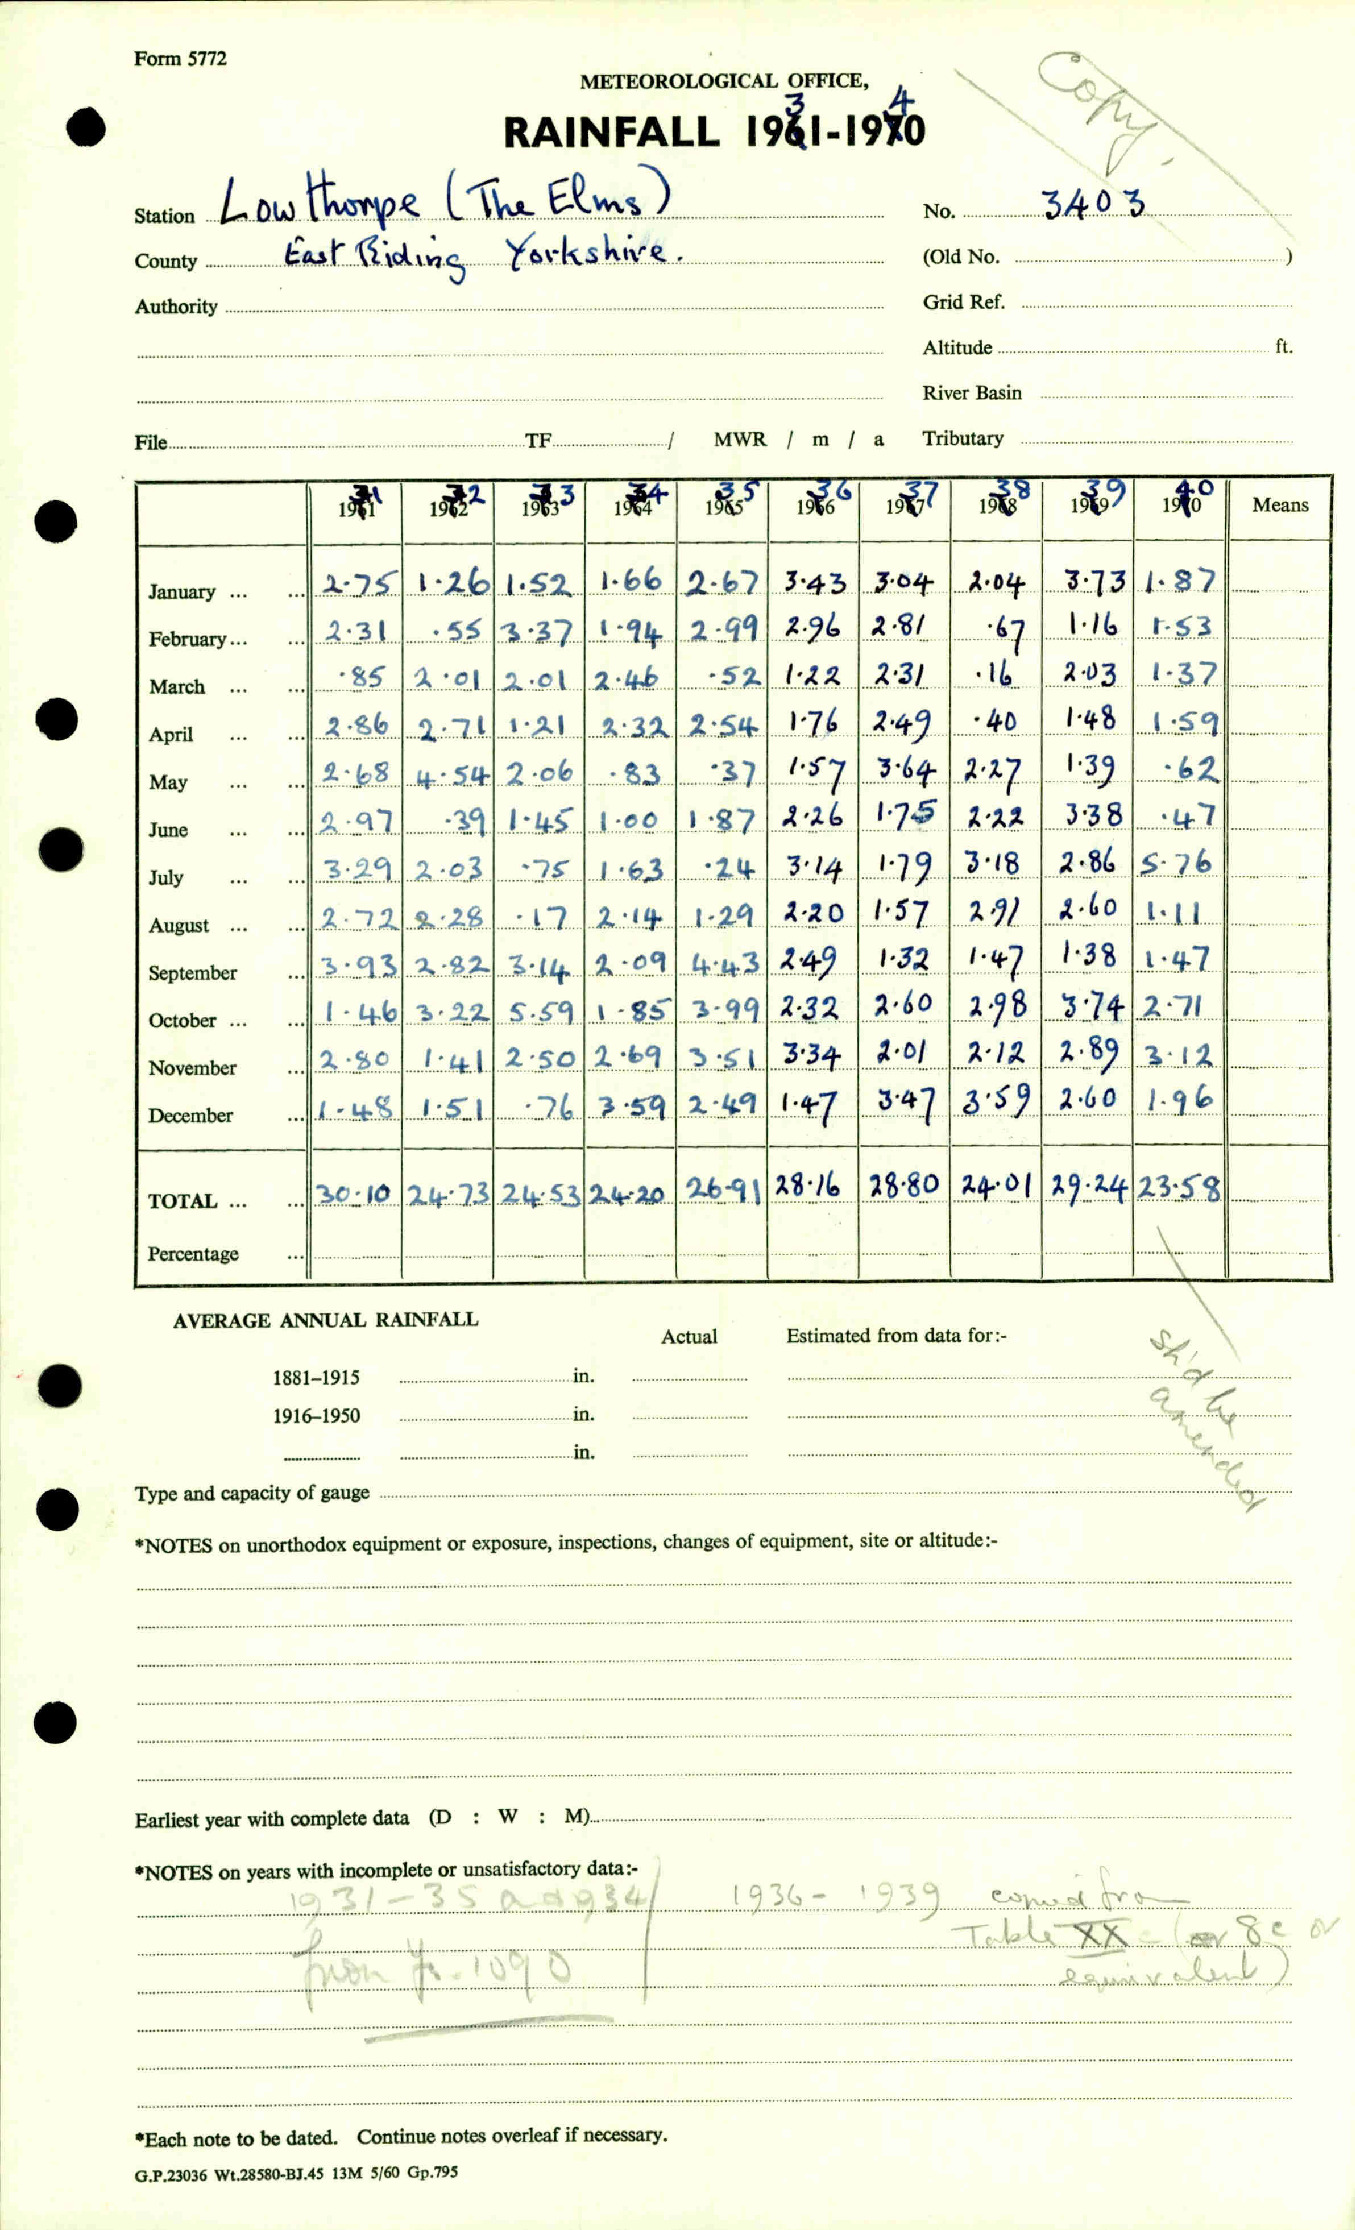 Form 5772
Copy.
METEOROLOGICAL OFFICE,
RAINFALL 1931-1940
Station Lowthorpe (The Elms) No. 3403
County East Riding Yorkshire. (Old No. )
Authority Grid Ref.
Altitude ft.
River Basin
File TF / MWR / m / a Tributary
1931 1932 1933 1934 1935 1936 1937 1938 1939 1940 Means
January ... ... 2.75 1.26 1.52 1.66 2.67 3.43 3.04 2.04 3.73 1.87
February ... ... 2.31 .55 3.37 1.94 2.99 2.96 2.81 .67 1.16 1.53
March ... ... .85 2.01 2.01 2.46 .52 1.22 2.31 .16 2.03 1.37
April ... ... 2.86 2.71 1.21 2.32 2.54 1.76 2.49 .40 1.48 1.59
May ... ... 2.68 4.54 2.06 .83 .37 1.57 3.64 2.27 1.39 .62
June ... ... 2.97 .39 1.45 1.00 1.87 2.26 1.75 2.22 3.38 .47
July ... ... 3.29 2.03 .75 1.63 .24 3.14 1.79 3.18 2.86 5.76
August ... ... 2.72 2.28 .17 2.14 1.29 2.20 1.57 2.91 2.60 1.11
September ... 3.93 2.82 3.14 2.09 4.43 2.49 1.32 1.47 1.38 1.47
October ... ... 1.46 3.22 5.59 1.85 3.99 2.32 2.60 2.98 3.74 2.71
November ... 2.80 1.41 2.50 2.69 3.51 3.34 2.01 2.12 2.89 3.12
December ... 1.48 1.51 .76 3.59 2.49 1.47 3.47 3.59 2.60 1.96
TOTAL ... ... 30.10 24.73 24.53 24.20 26.91 28.16 28.80 24.01 29.24 23.58
Percentage ...
AVERAGE ANNUAL RAINFALL
Actual Estimated from data for:-
sh'd be
amended
1881-1915 in.
1916-1950 in.
in.
Type and capacity of gauge
*NOTES on unorthodox equipment or exposure, inspections, changes of equipment, site or altitude:-
Earliest year with complete data (D : W : M)
*NOTES on years with incomplete or unsatisfactory data:-
1931-35 1936-1939 copied from
from 1090 Table XX (or 8c or
equivalent)
*Each note to be dated. Continue notes overleaf if necessary.
G.P.23036 Wt.28580-BJ.45 13M 5/60 Gp.795